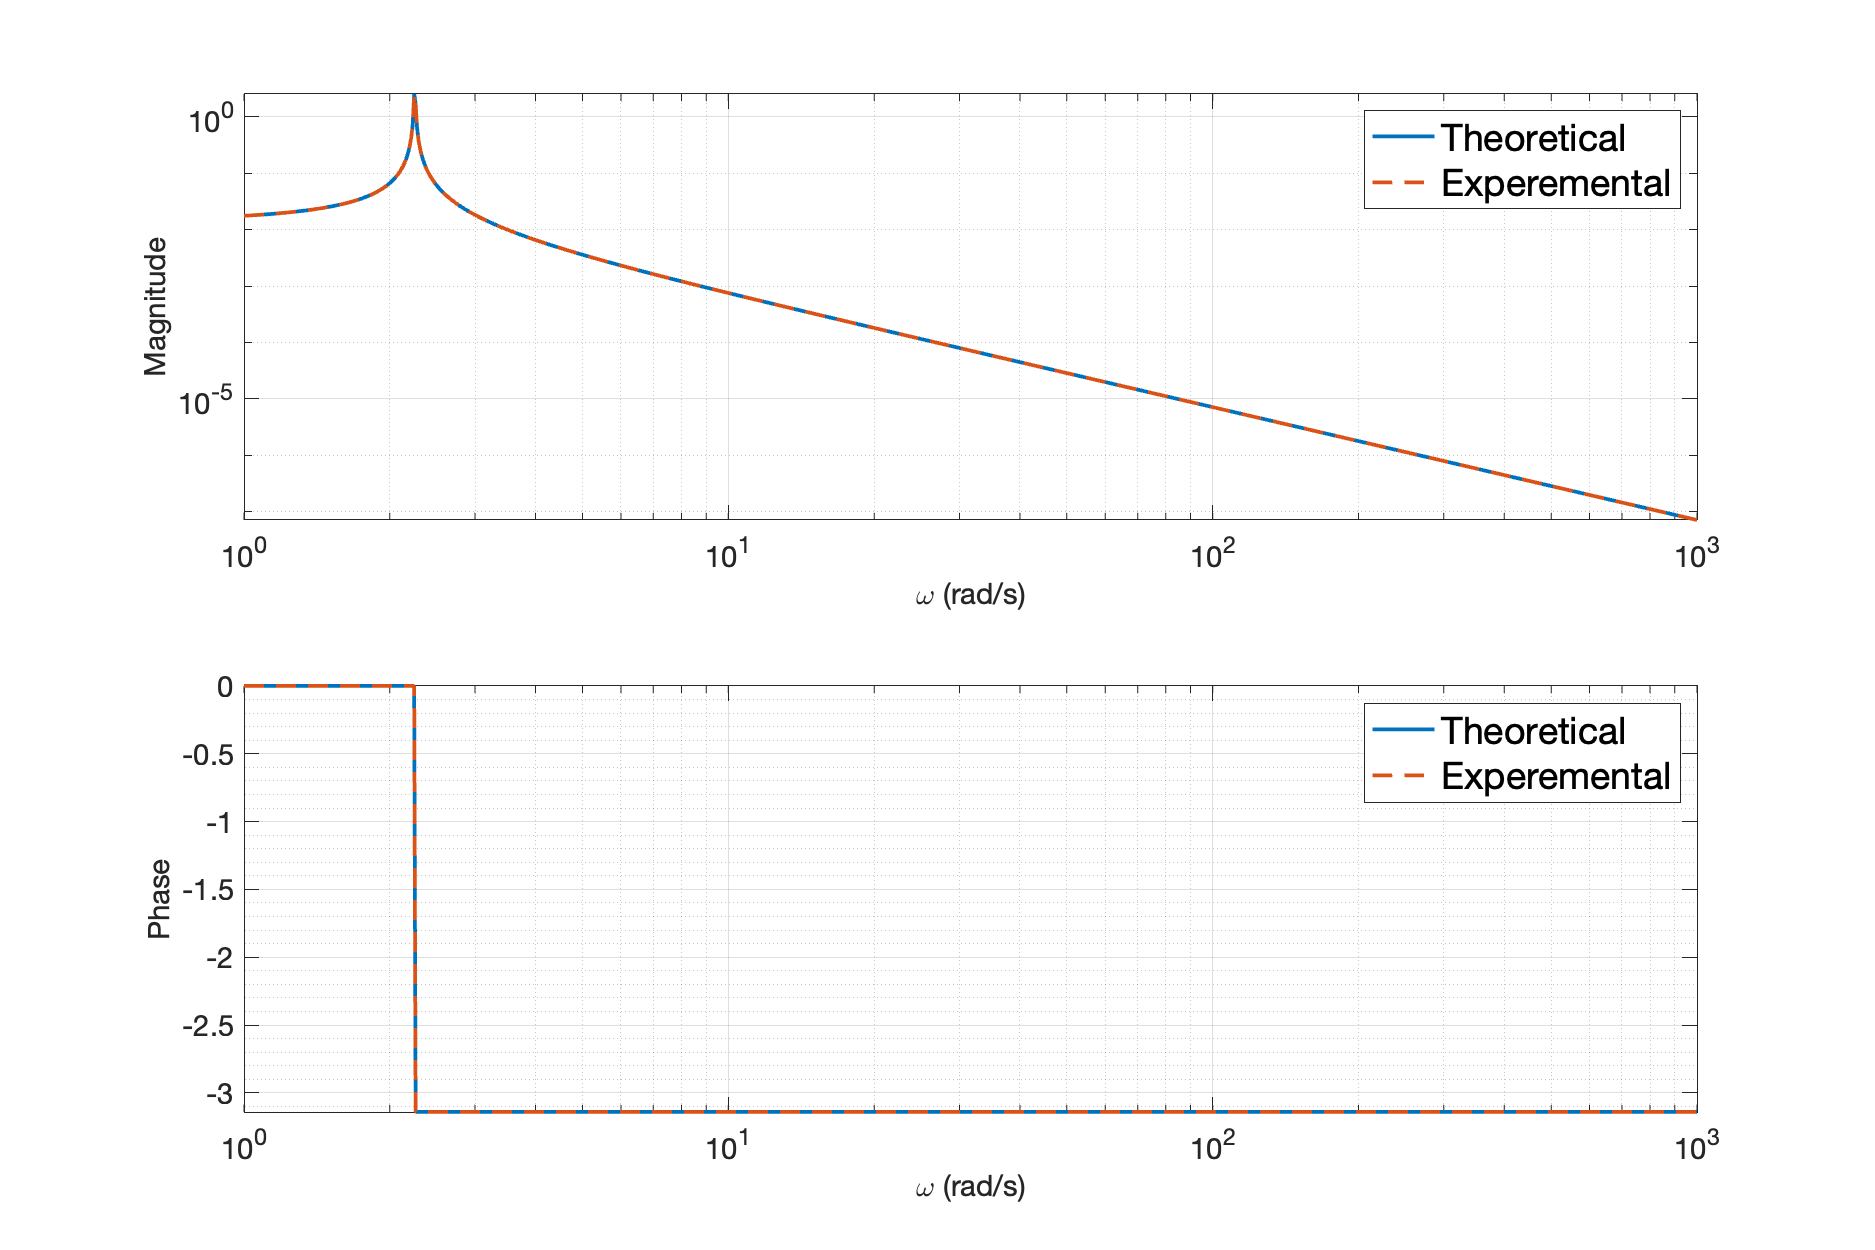 10^0
10^-5
Magnitude
Theoretical
Experemental
10^0 10^1 10^2 10^3
ω (rad/s)
0
-0.5
-1
-1.5
-2
-2.5
-3
Phase
Theoretical
Experemental
10^0 10^1 10^2 10^3
ω (rad/s)